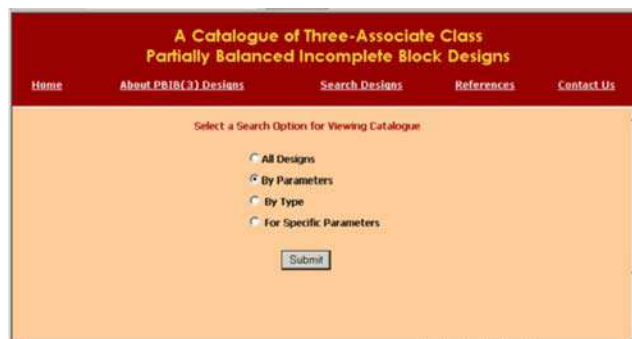 A Catalogue of Three-Associate Class
Partially Balanced Incomplete Block Designs
Home About PBIB(3) Designs Search Designs References Contact Us
Select a Search Option for Viewing Catalogue
All Designs
By Parameters
By Type
For Specific Parameters
Submit